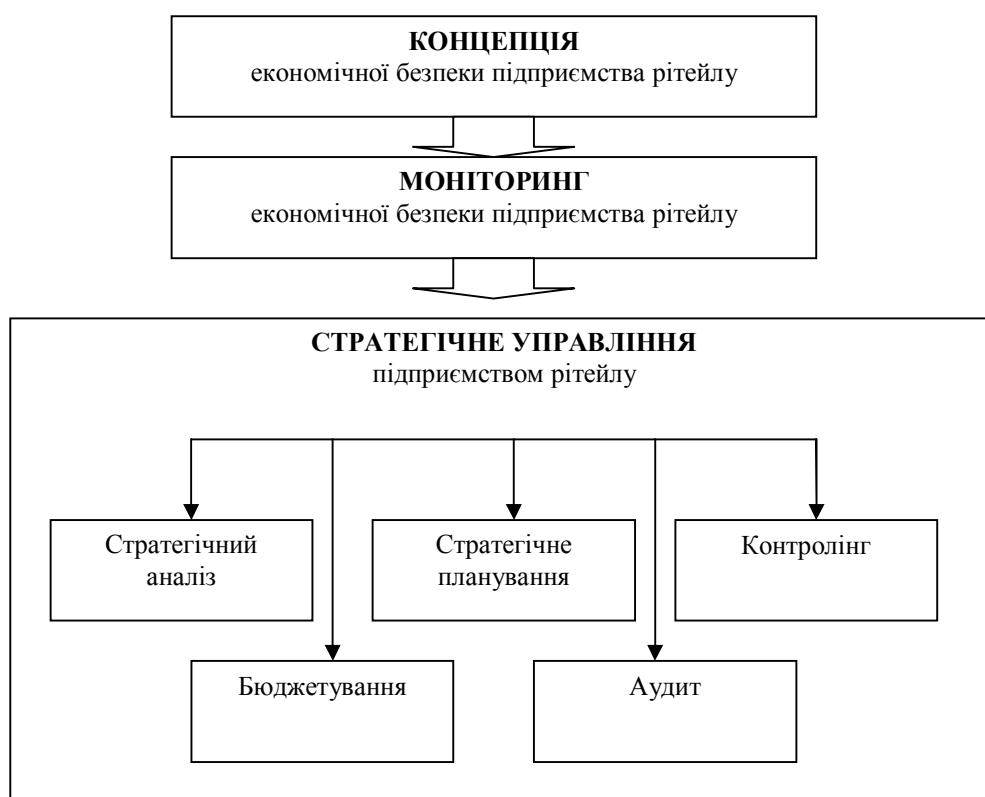 КОНЦЕПЦІЯ
економічної безпеки підприємства рітейлу
МОНІТОРИНГ
економічної безпеки підприємства рітейлу
СТРАТЕГІЧНЕ УПРАВЛІННЯ
підприємством рітейлу
Стратегічний
аналіз
Стратегічне
планування
Контролінг
Бюджетування
Аудит